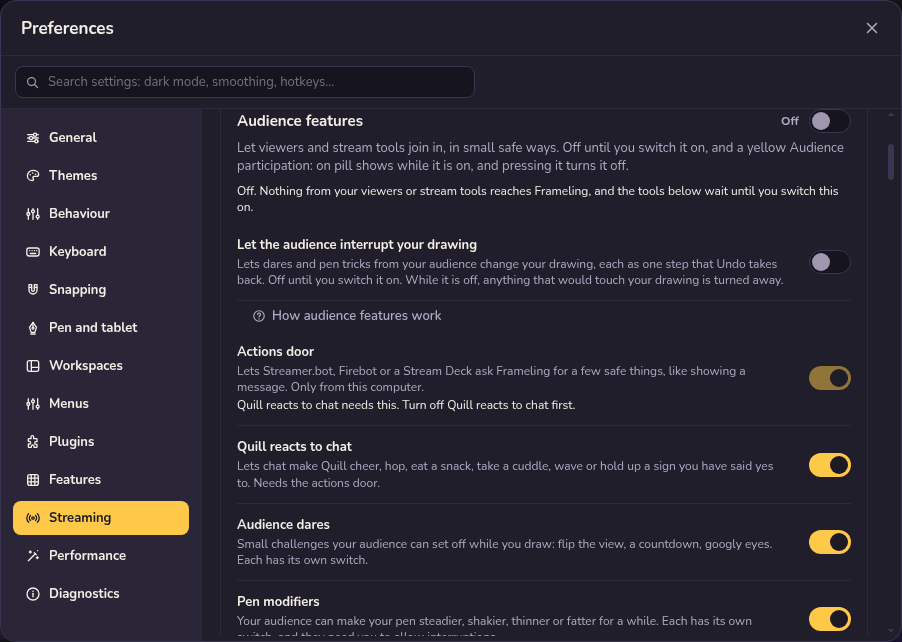 Preferences
Search settings: dark mode, smoothing, hotkeys...
General
Themes
Behaviour
Keyboard
Snapping
Pen and tablet
Workspaces
Menus
Plugins
Features
Streaming
Performance
Diagnostics
Audience features
Off
Let viewers and stream tools join in, in small safe ways. Off until you switch it on, and a yellow Audience
participation: on pill shows while it is on, and pressing it turns it off.
Off. Nothing from your viewers or stream tools reaches Frameling, and the tools below wait until you switch this
on.
Let the audience interrupt your drawing
Lets dares and pen tricks from your audience change your drawing, each as one step that Undo takes
back. Off until you switch it on. While it is off, anything that would touch your drawing is turned away.
How audience features work
Actions door
Lets Streamer.bot, Firebot or a Stream Deck ask Frameling for a few safe things, like showing a
message. Only from this computer.
Quill reacts to chat needs this. Turn off Quill reacts to chat first.
Quill reacts to chat
Lets chat make Quill cheer, hop, eat a snack, take a cuddle, wave or hold up a sign you have said yes
to. Needs the actions door.
Audience dares
Small challenges your audience can set off while you draw: flip the view, a countdown, googly eyes.
Each has its own switch.
Pen modifiers
Your audience can make your pen steadier, shakier, thinner or fatter for a while. Each has its own
switch, and they need you to allow interruptions.